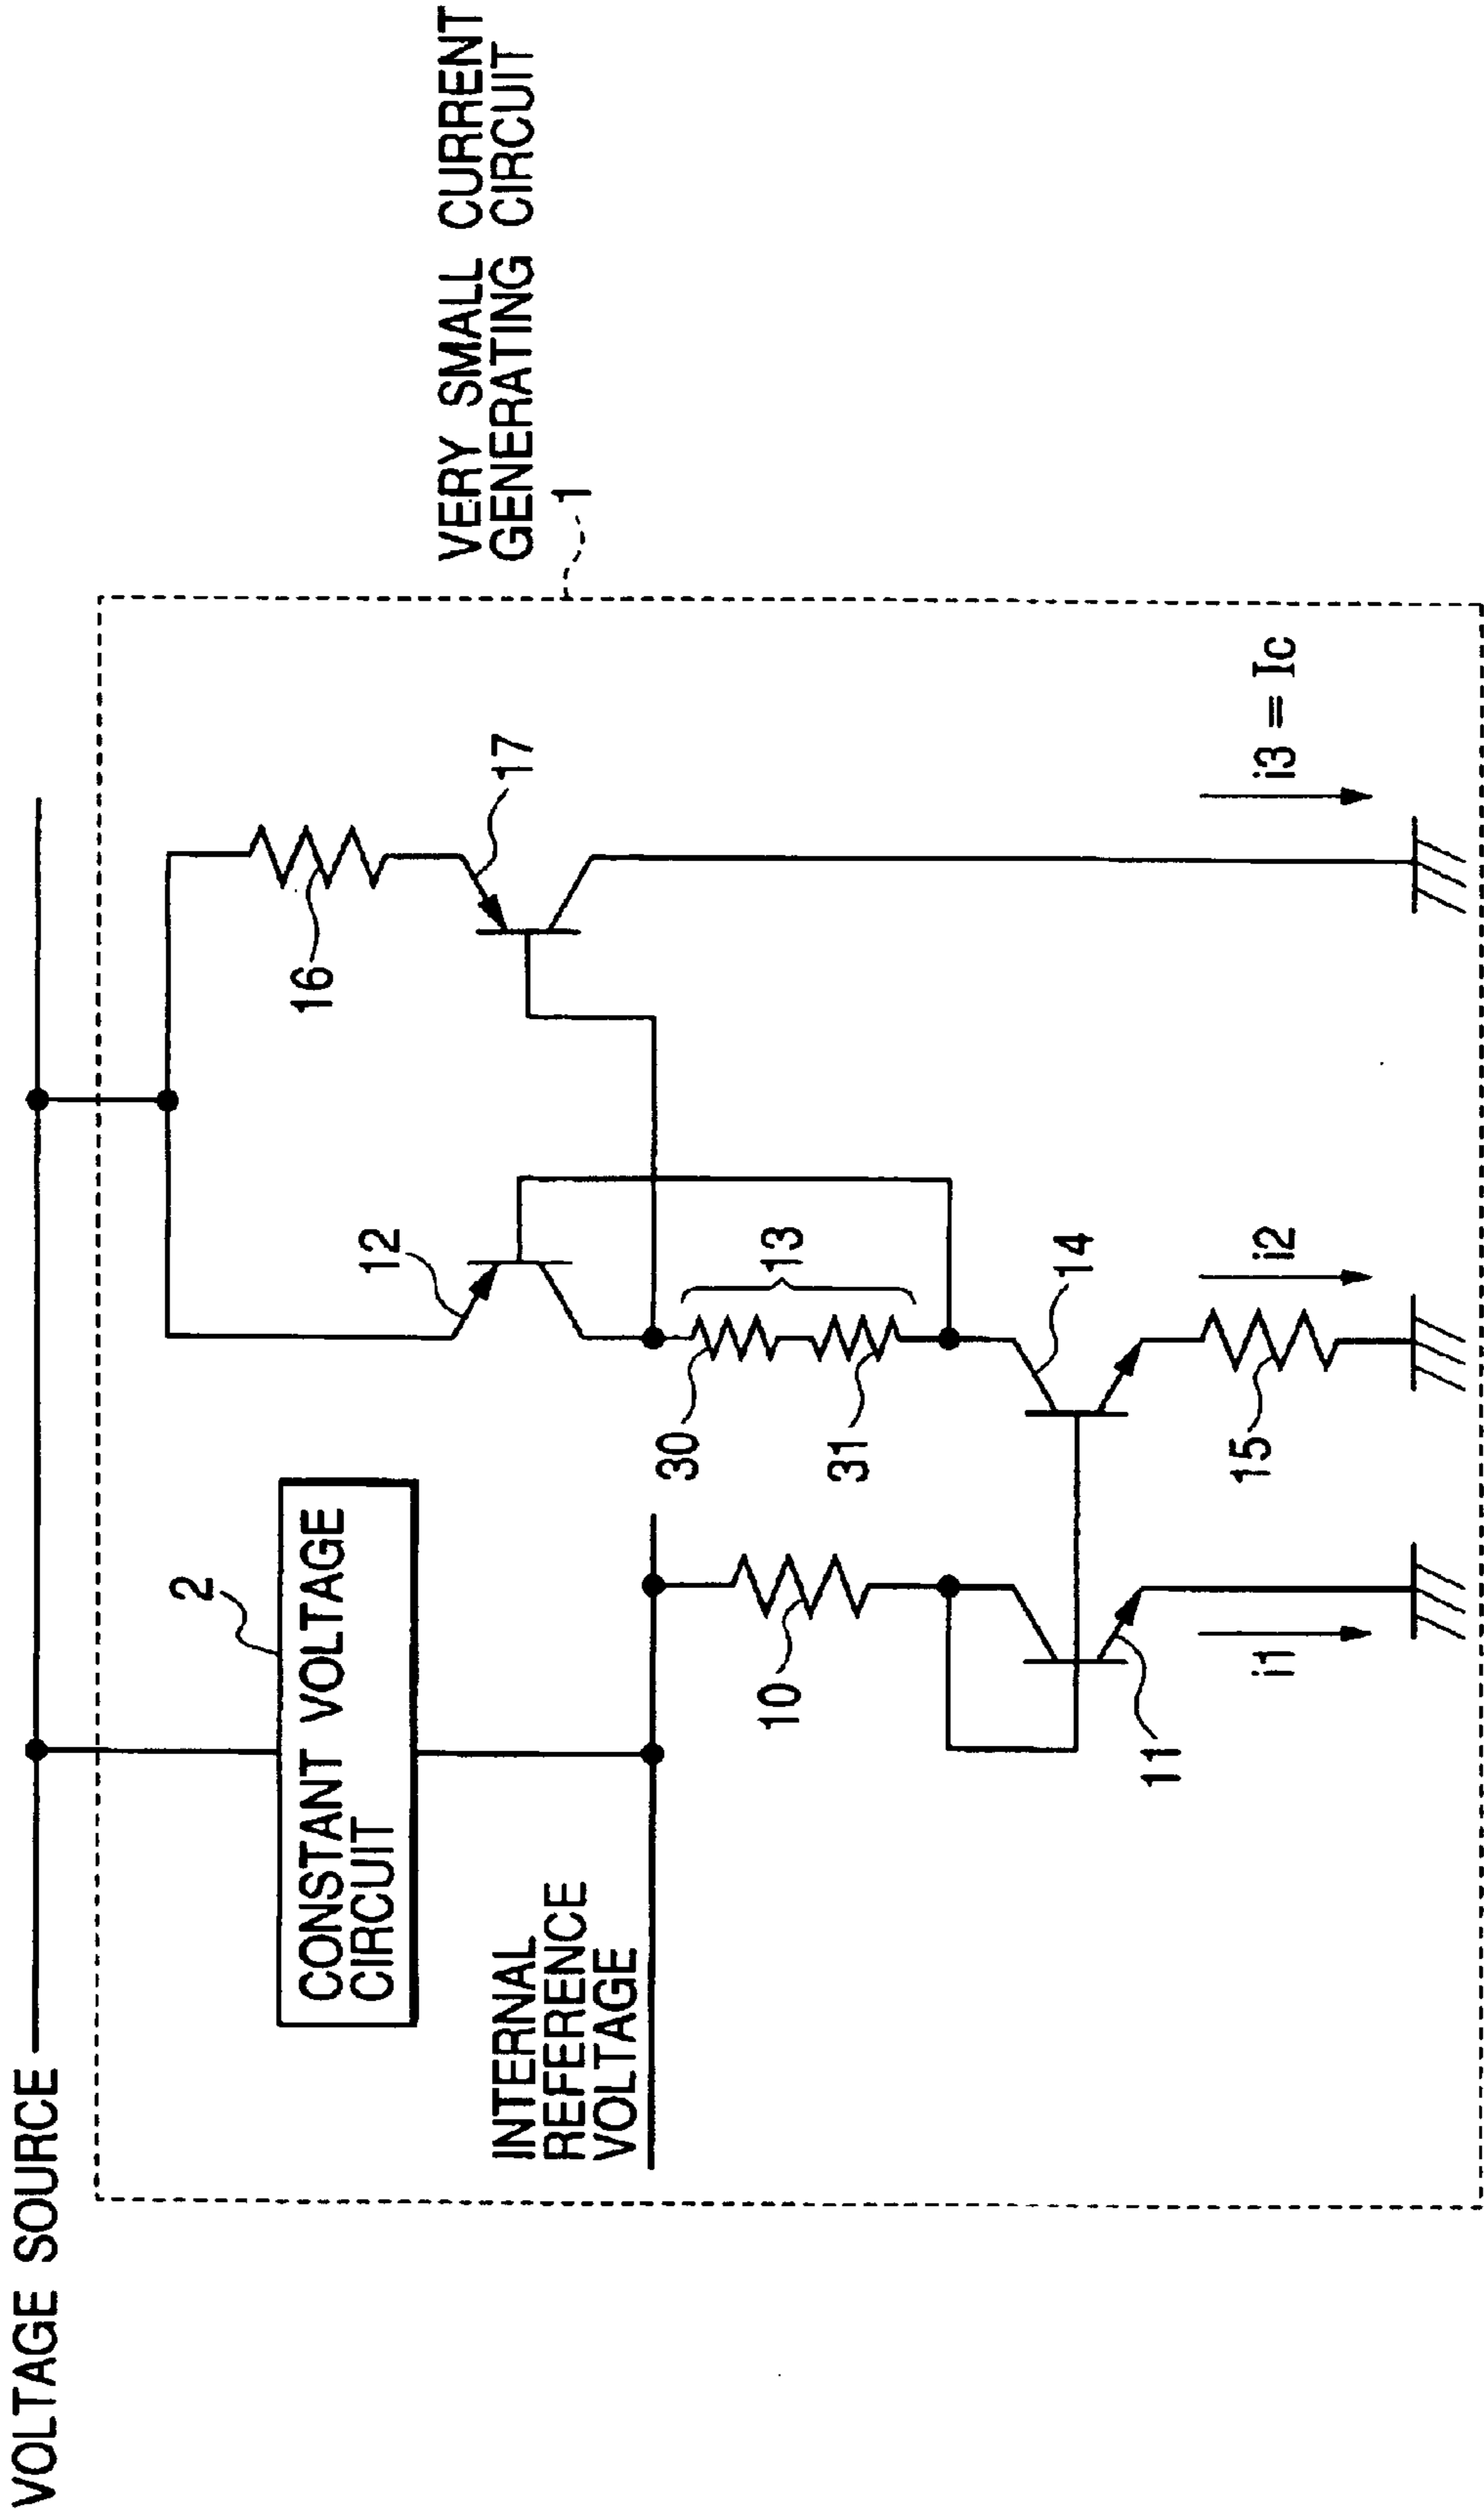 VOLTAGE SOURCE
VERY SMALL CURRENT
GENERATING CIRCUIT
1
2
CONSTANT VOLTAGE
CIRCUIT
12
16
17
INTERNAL
REFERENCE
VOLTAGE
10
30
31
13
11
14
15
i1
i2
i3 = Ic